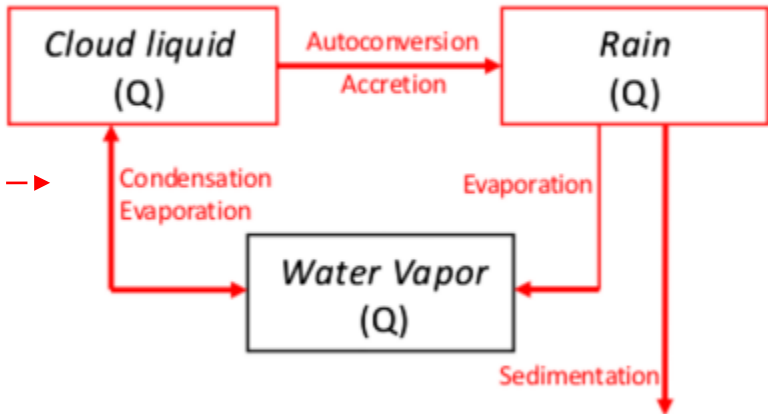 Cloud liquid
(Q)
Autoconversion
Accretion
Rain
(Q)
Condensation
Evaporation
Evaporation
Water Vapor
(Q)
Sedimentation